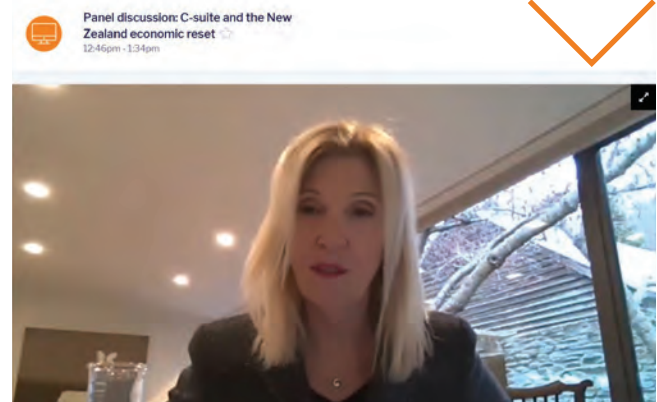 Panel discussion: C-suite and the New
Zealand economic reset
12:46pm - 1:34pm